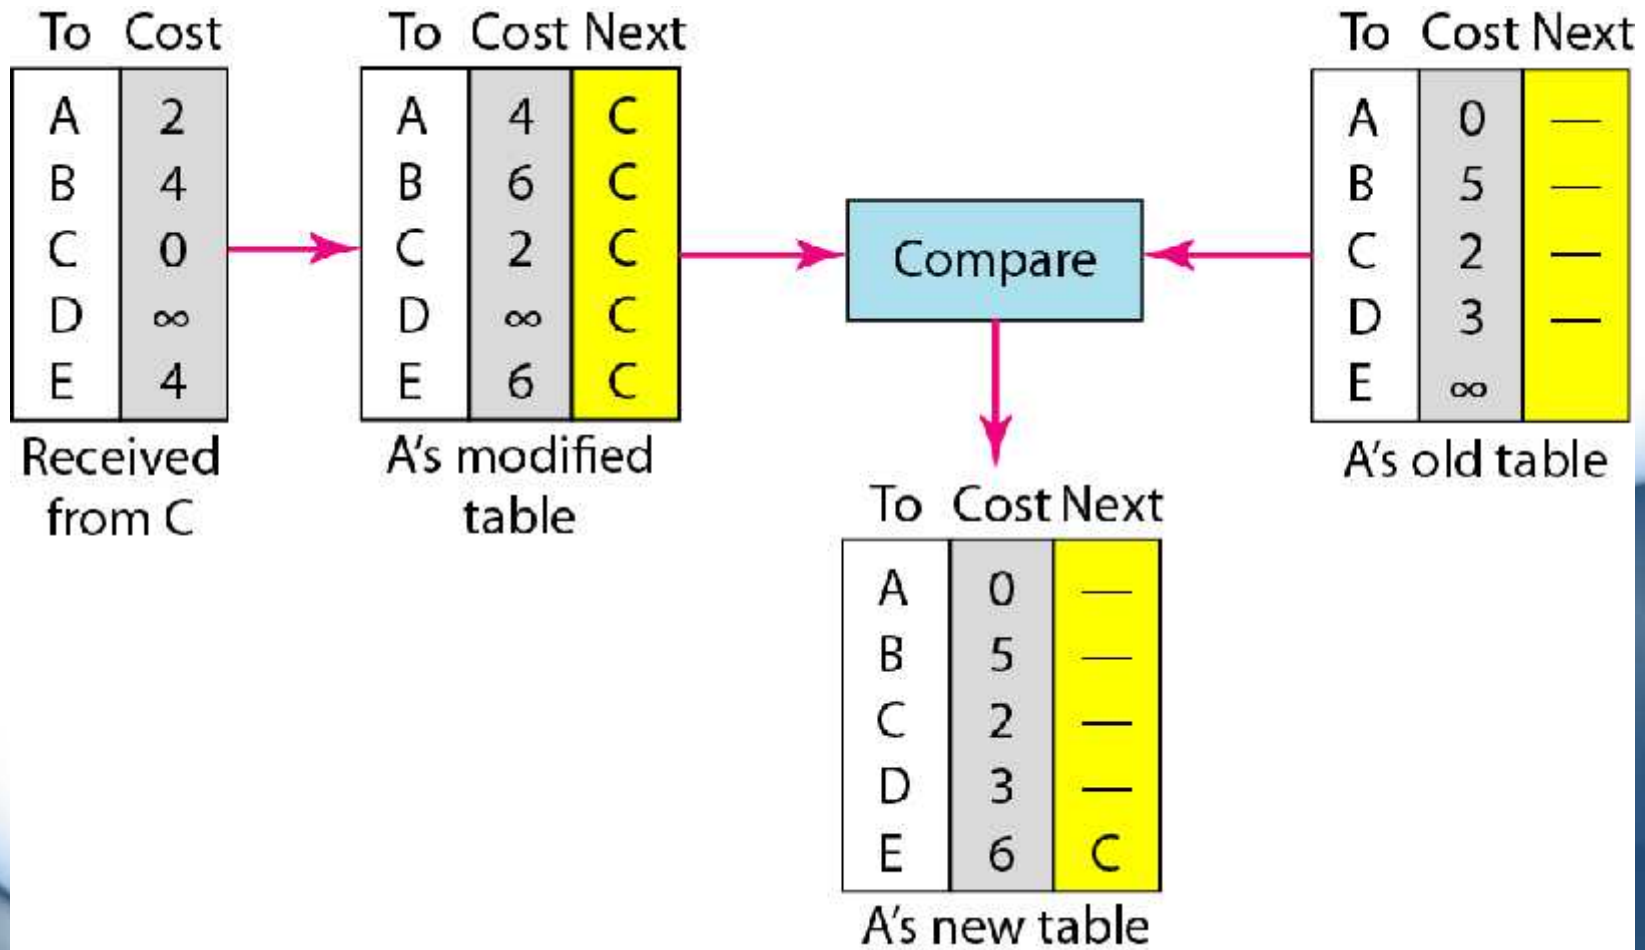 To Cost
A 2
B 4
C 0
D ∞
E 4
Received
from C
To Cost Next
A 4 C
B 6 C
C 2 C
D ∞ C
E 6 C
A's modified
table
Compare
To Cost Next
A 0 —
B 5 —
C 2 —
D 3 —
E ∞
A's old table
To Cost Next
A 0 —
B 5 —
C 2 —
D 3 —
E 6 C
A's new table